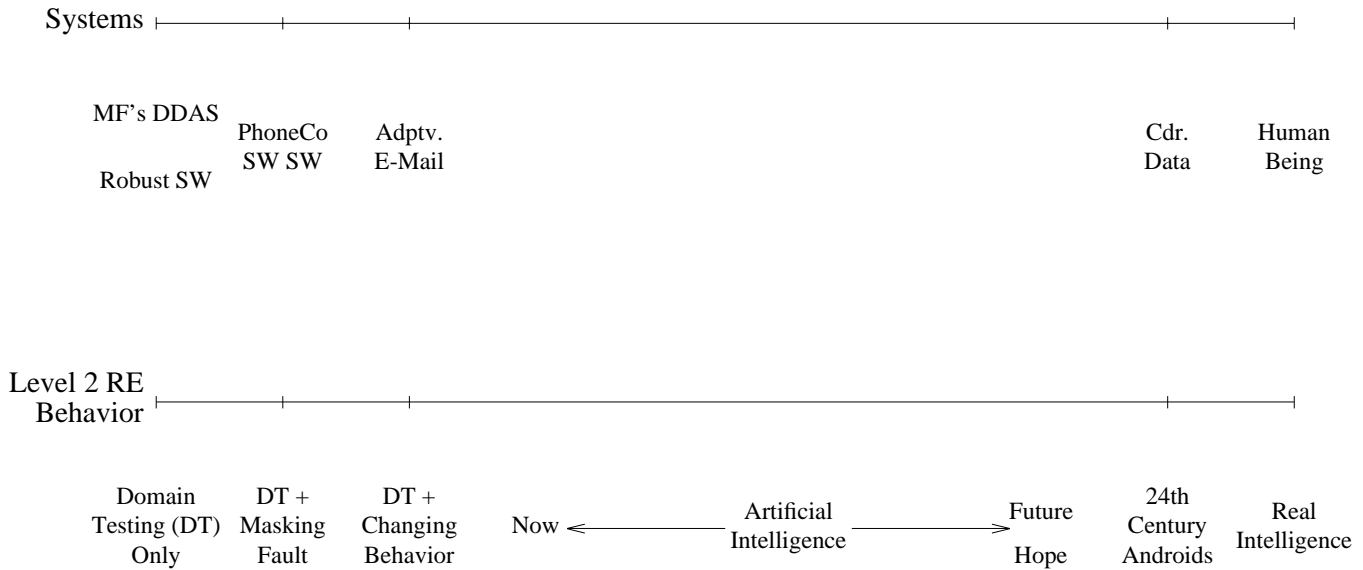 Systems
MF's DDAS
Robust SW
PhoneCo
SW SW
Adptv.
E-Mail
Cdr.
Data
Human
Being
Level 2 RE
Behavior
Domain
Testing (DT)
Only
DT +
Masking
Fault
DT +
Changing
Behavior
Now
Artificial
Intelligence
Future
Hope
24th
Century
Androids
Real
Intelligence